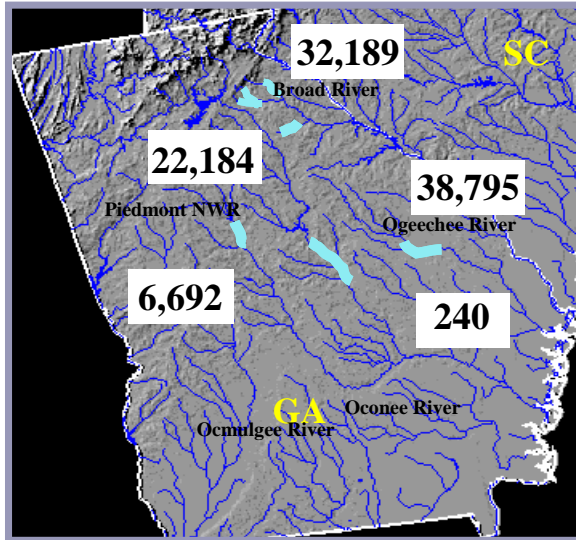 32,189
SC
Broad River
22,184
38,795
Piedmont NWR
Ogeechee River
6,692
240
GA
Oconee River
Ocmulgee River